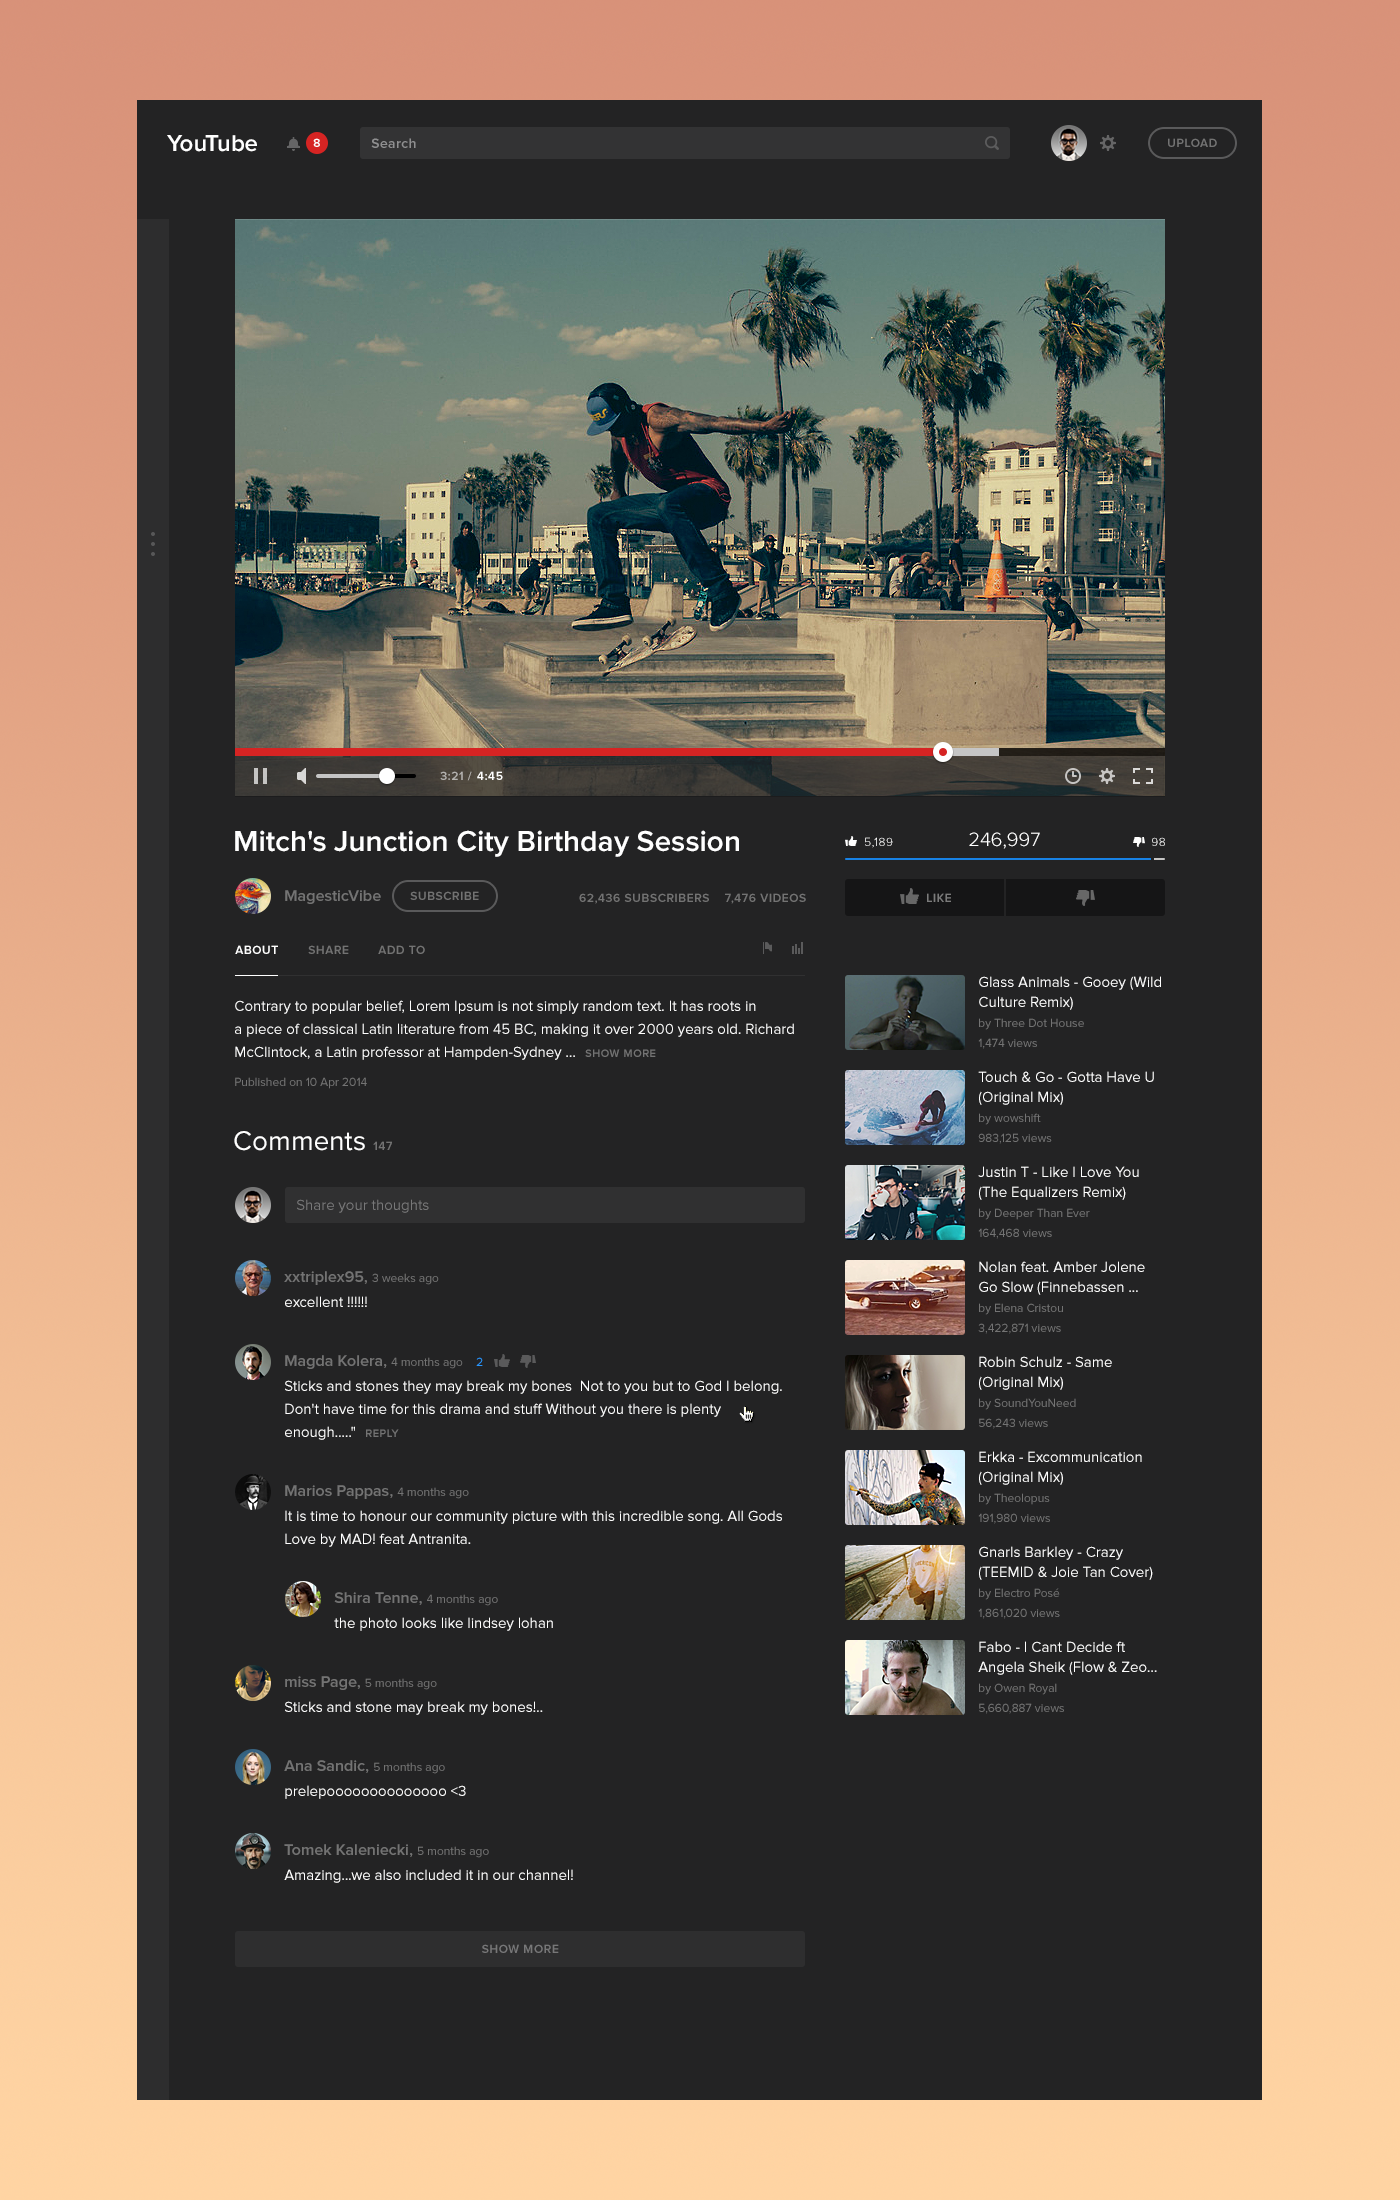 YouTube
8
Search
UPLOAD
3:21 / 4:45
Mitch's Junction City Birthday Session
5,189
246,997
98
MagesticVibe
SUBSCRIBE
62,436 SUBSCRIBERS
7,476 VIDEOS
LIKE
ABOUT
SHARE
ADD TO
Contrary to popular belief, Lorem Ipsum is not simply random text. It has roots in
a piece of classical Latin literature from 45 BC, making it over 2000 years old. Richard
McClintock, a Latin professor at Hampden-Sydney ... SHOW MORE
Published on 10 Apr 2014
Comments 147
Share your thoughts
xxtriplex95, 3 weeks ago
excellent !!!!!!
Magda Kolera, 4 months ago 2
Sticks and stones they may break my bones  Not to you but to God I belong.
Don't have time for this drama and stuff Without you there is plenty
enough....." REPLY
Marios Pappas, 4 months ago
It is time to honour our community picture with this incredible song. All Gods
Love by MAD! feat Antranita.
Shira Tenne, 4 months ago
the photo looks like lindsey lohan
miss Page, 5 months ago
Sticks and stone may break my bones!..
Ana Sandic, 5 months ago
prelepoooooooooooooo <3
Tomek Kaleniecki, 5 months ago
Amazing...we also included it in our channel!
SHOW MORE
Glass Animals - Gooey (Wild
Culture Remix)
by Three Dot House
1,474 views
Touch & Go - Gotta Have U
(Original Mix)
by wowshift
983,125 views
Justin T - Like I Love You
(The Equalizers Remix)
by Deeper Than Ever
164,468 views
Nolan feat. Amber Jolene
Go Slow (Finnebassen ...
by Elena Cristou
3,422,871 views
Robin Schulz - Same
(Original Mix)
by SoundYouNeed
56,243 views
Erkka - Excommunication
(Original Mix)
by Theolopus
191,980 views
Gnarls Barkley - Crazy
(TEEMID & Joie Tan Cover)
by Electro Posé
1,861,020 views
Fabo - I Cant Decide ft
Angela Sheik (Flow & Zeo...
by Owen Royal
5,660,887 views